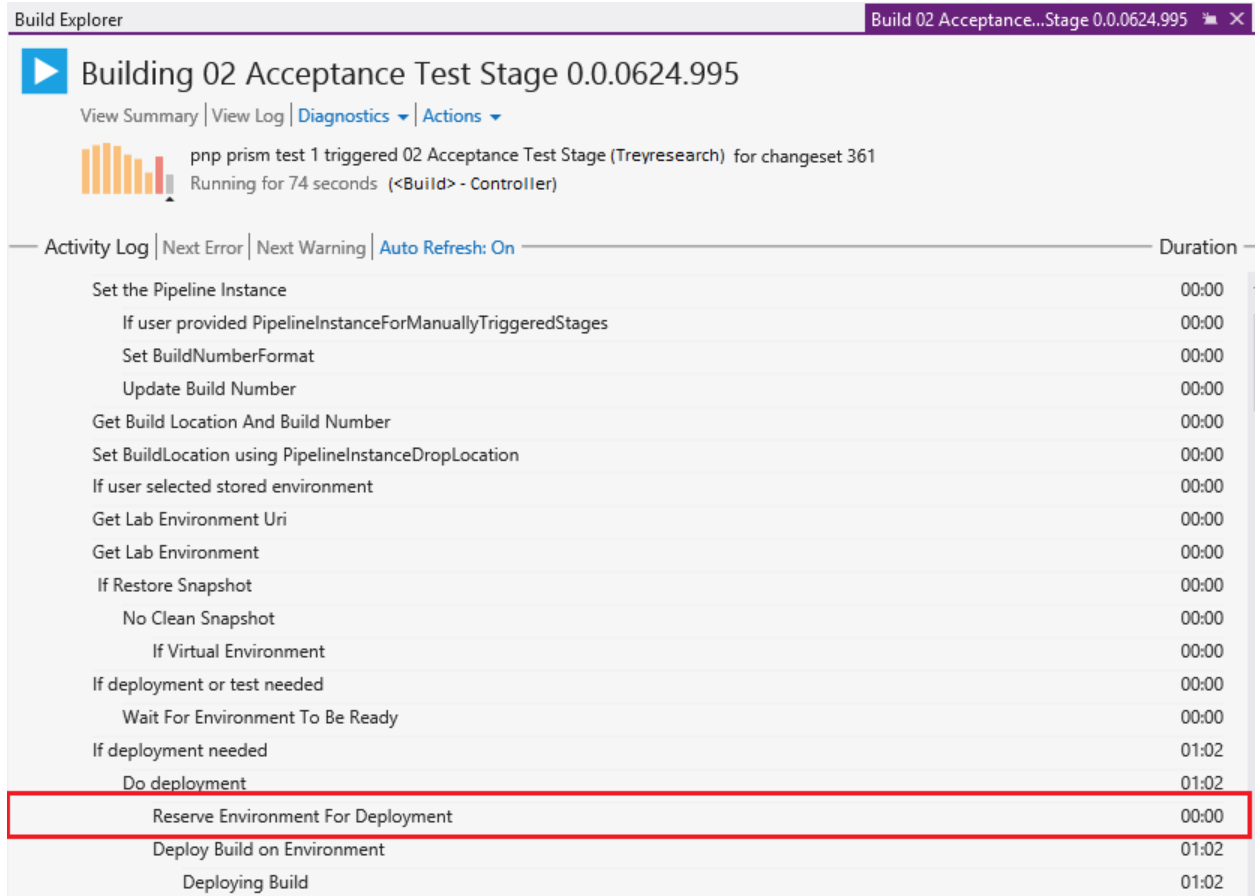 Build Explorer
Build 02 Acceptance...Stage 0.0.0624.995
Building 02 Acceptance Test Stage 0.0.0624.995
View Summary | View Log | Diagnostics | Actions
pnp prism test 1 triggered 02 Acceptance Test Stage (Treyresearch) for changeset 361
Running for 74 seconds (<Build> - Controller)
Activity Log | Next Error | Next Warning | Auto Refresh: On Duration
Set the Pipeline Instance 00:00
If user provided PipelineInstanceForManuallyTriggeredStages 00:00
Set BuildNumberFormat 00:00
Update Build Number 00:00
Get Build Location And Build Number 00:00
Set BuildLocation using PipelineInstanceDropLocation 00:00
If user selected stored environment 00:00
Get Lab Environment Uri 00:00
Get Lab Environment 00:00
If Restore Snapshot 00:00
No Clean Snapshot 00:00
If Virtual Environment 00:00
If deployment or test needed 00:00
Wait For Environment To Be Ready 00:00
If deployment needed 01:02
Do deployment 01:02
Reserve Environment For Deployment 00:00
Deploy Build on Environment 01:02
Deploying Build 01:02